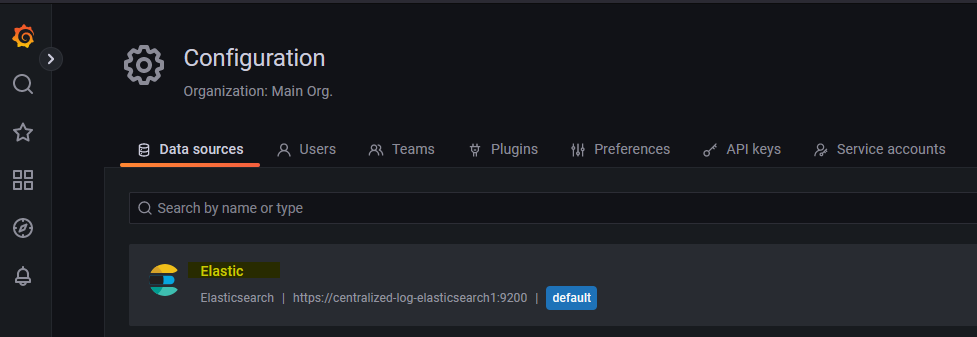 Configuration
Organization: Main Org.
Data sources Users Teams Plugins Preferences API keys Service accounts
Search by name or type
Elastic
Elasticsearch | https://centralized-log-elasticsearch1:9200 | default